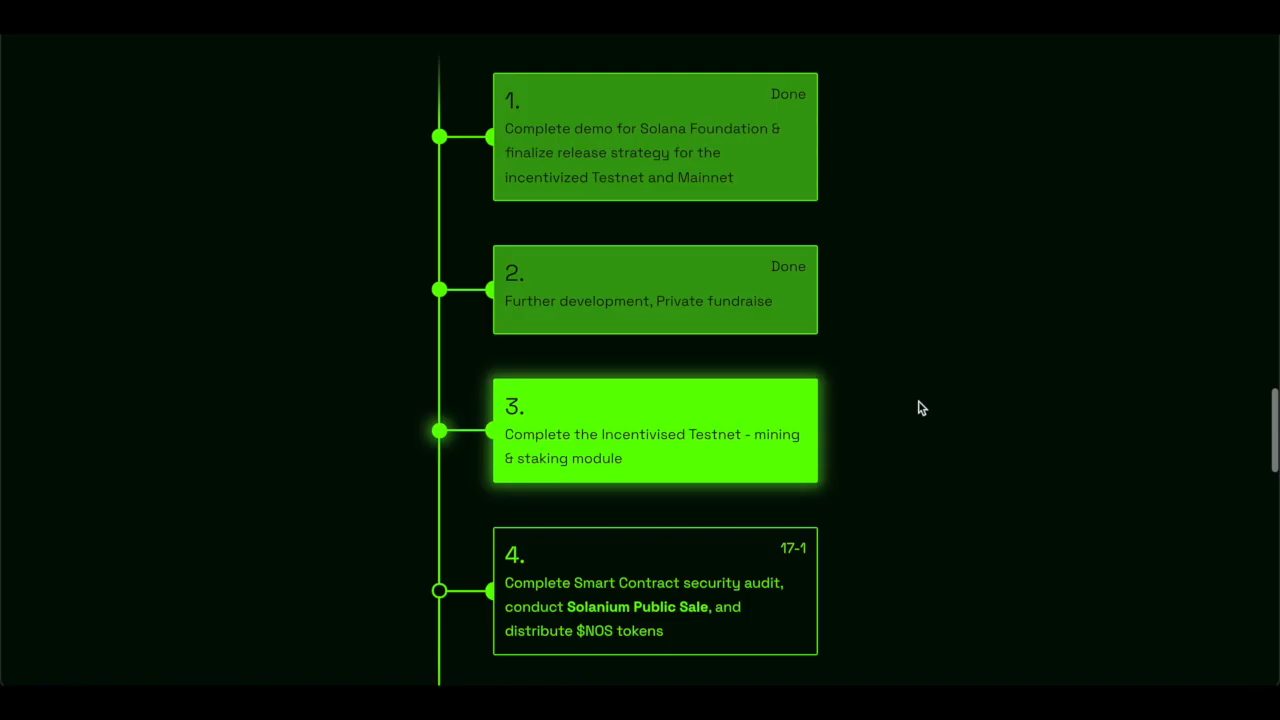 1.
Done
Complete demo for Solana Foundation &
finalize release strategy for the
incentivized Testnet and Mainnet
2.
Done
Further development, Private fundraise
3.
Complete the Incentivised Testnet - mining
& staking module
4.
17-1
Complete Smart Contract security audit,
conduct Solanium Public Sale, and
distribute $NOS tokens